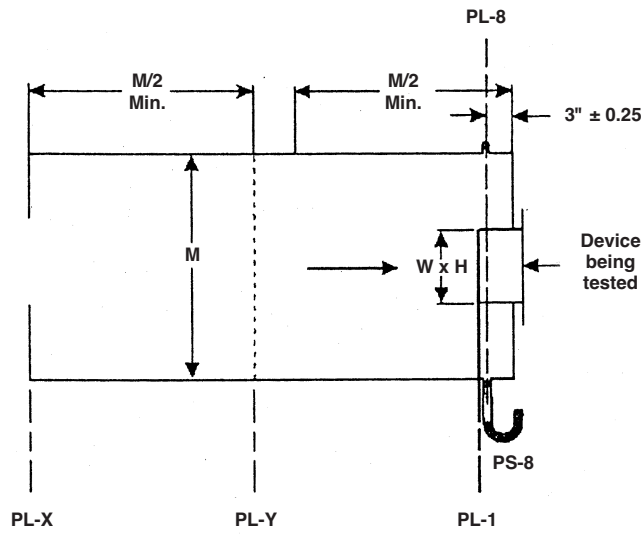 PL-8
M/2
Min.
M/2
Min.
3" ± 0.25
M
W x H
Device
being
tested
PS-8
PL-X
PL-Y
PL-1